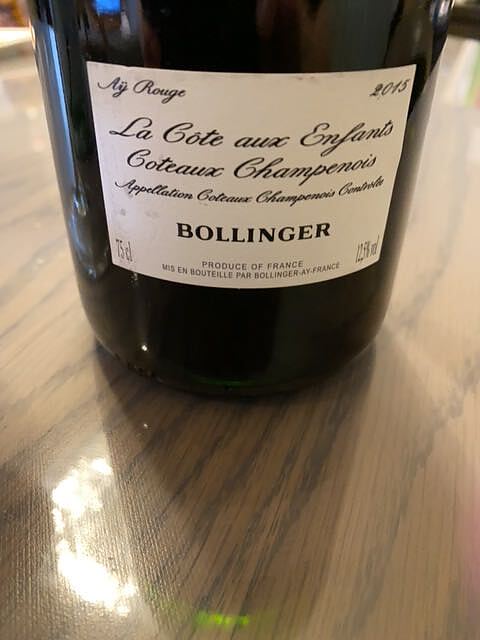 Aÿ Rouge 2015
La Côte aux Enfants
Coteaux Champenois
Appellation Coteaux Champenois Contrôlée
BOLLINGER
75 cl 12,5% vol
PRODUCE OF FRANCE
MIS EN BOUTEILLE PAR BOLLINGER-AY-FRANCE